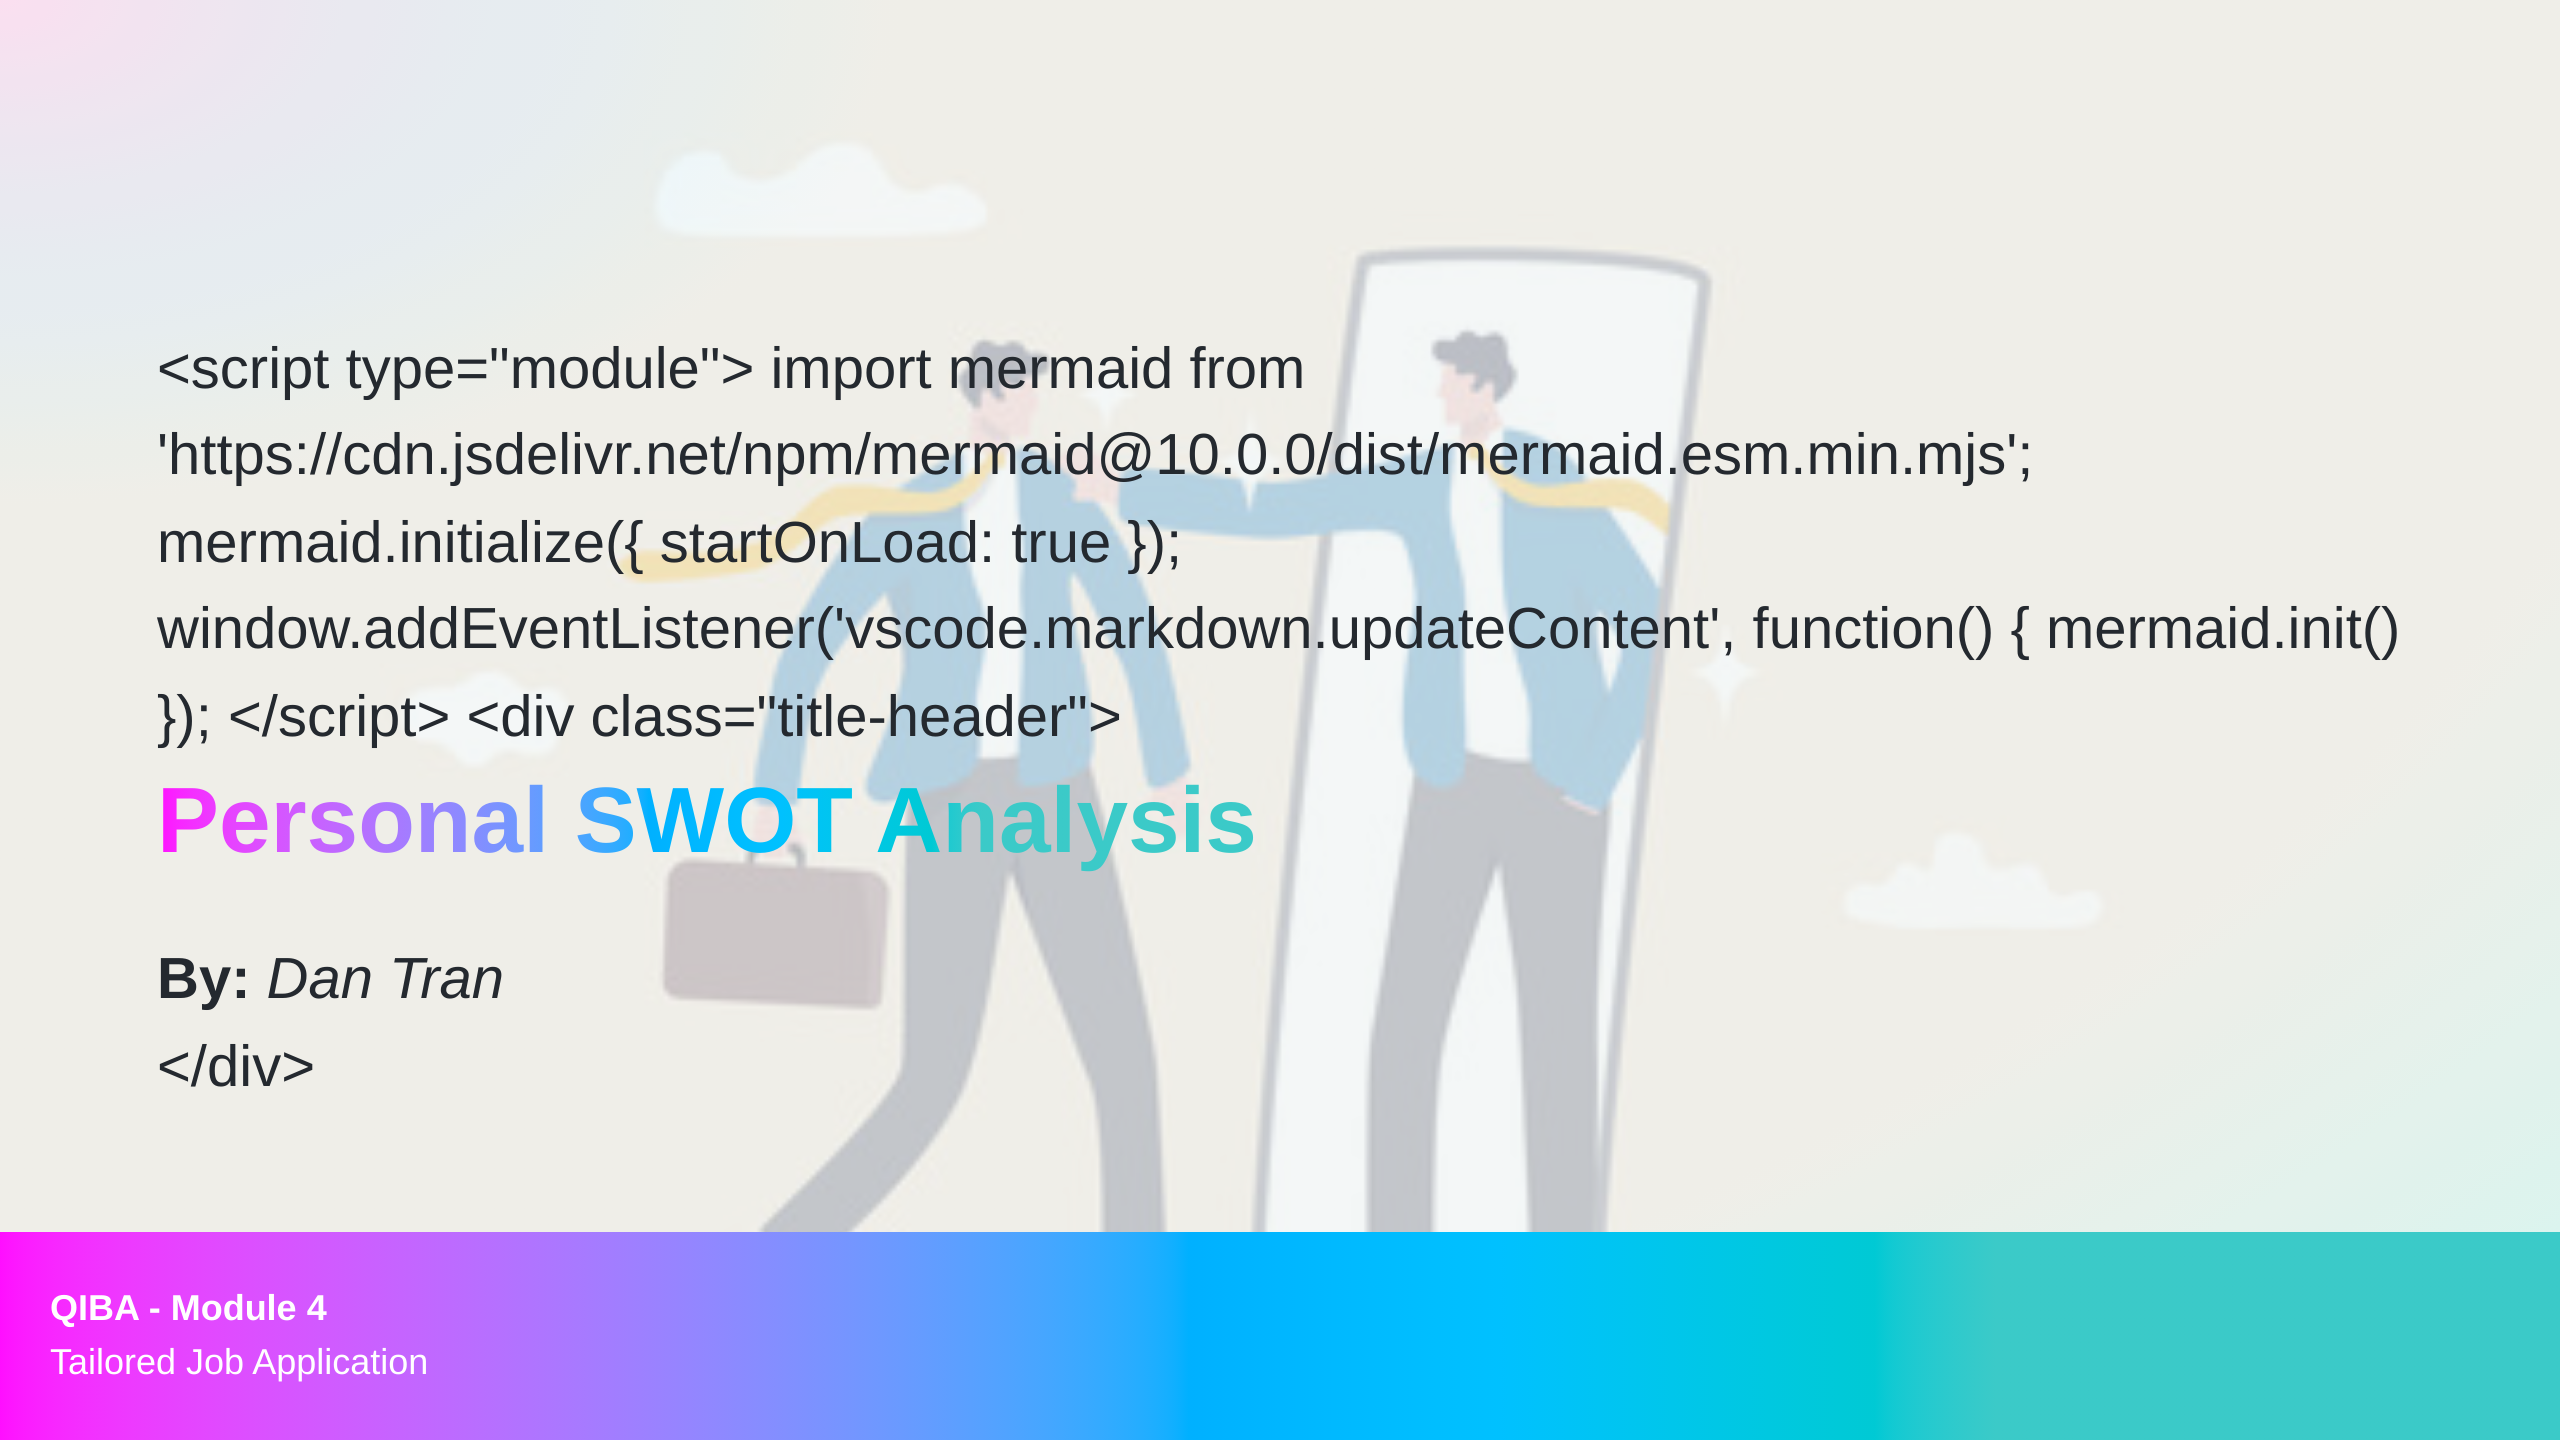 <script type="module"> import mermaid from
'https://cdn.jsdelivr.net/npm/mermaid@10.0.0/dist/mermaid.esm.min.mjs';
mermaid.initialize({ startOnLoad: true });
window.addEventListener('vscode.markdown.updateContent', function() { mermaid.init()
}); </script> <div class="title-header">
Personal SWOT Analysis
By: Dan Tran
</div>
QIBA - Module 4
Tailored Job Application